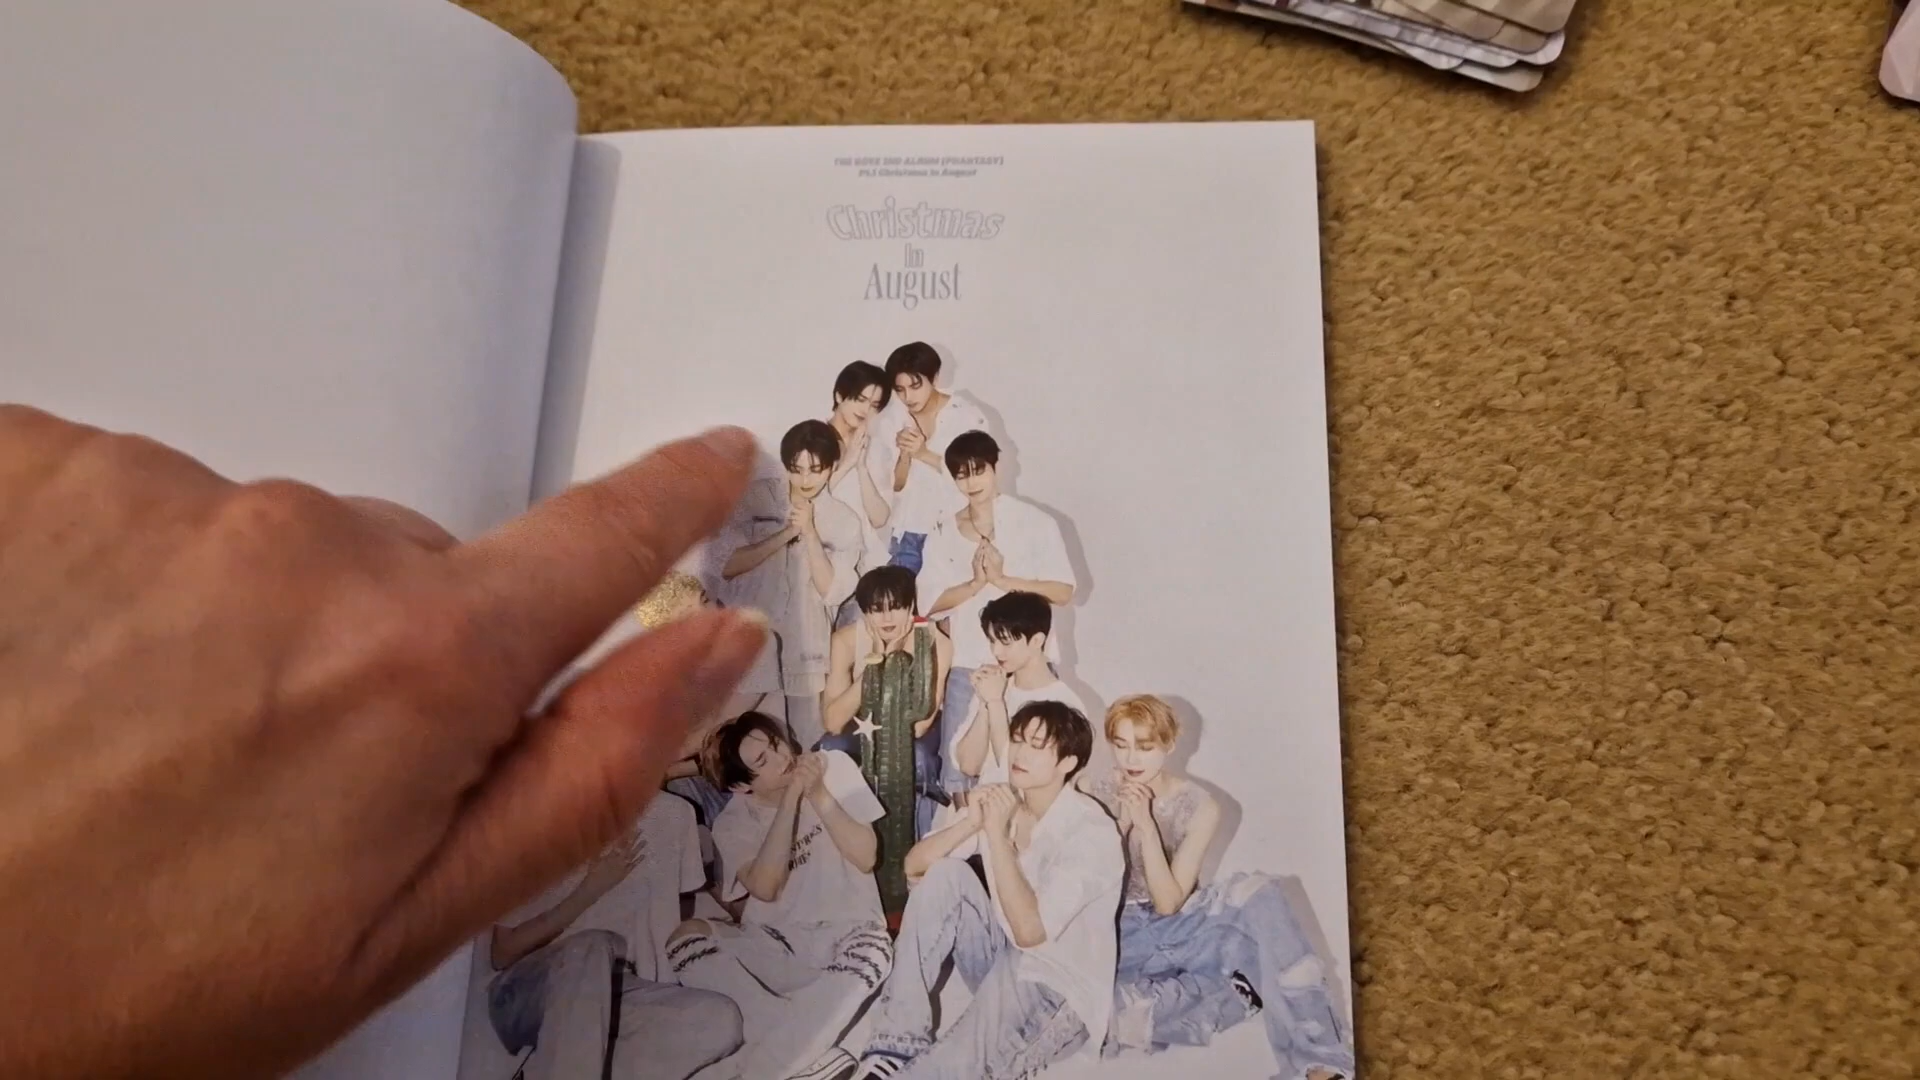 THE BOYZ 2ND ALBUM [PHANTASY]
Pt.1 Christmas In August
Christmas
In
August